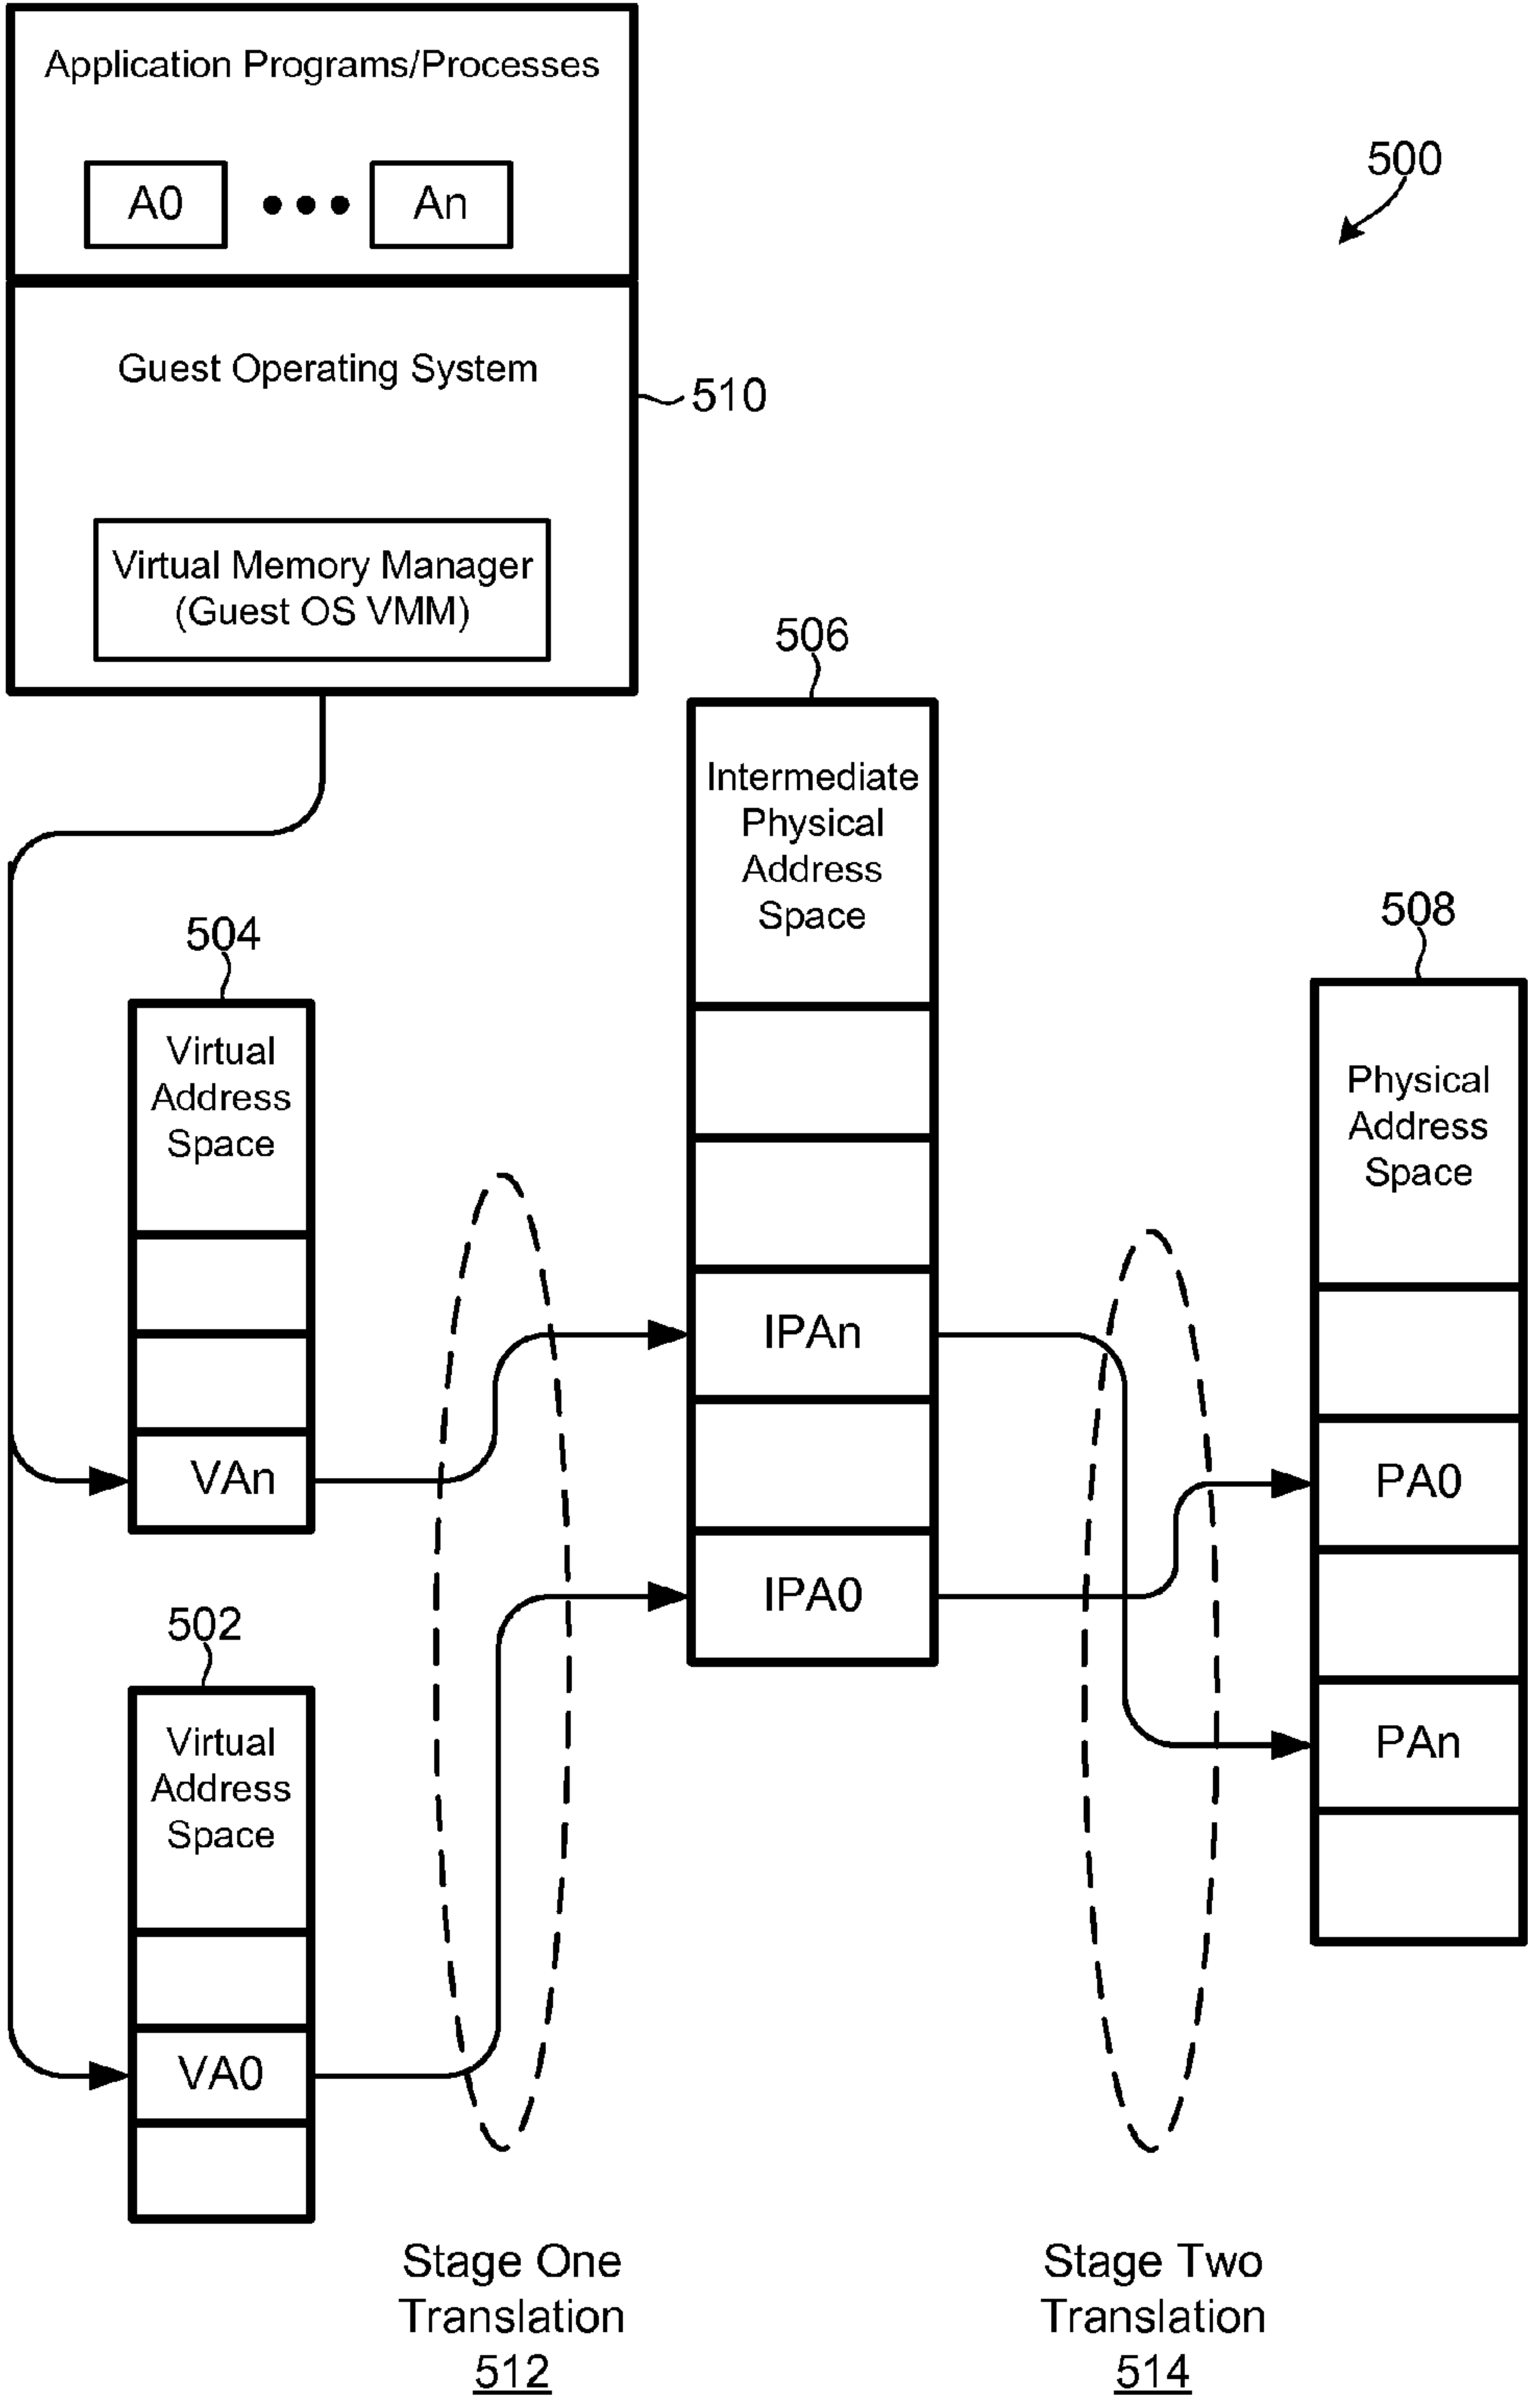 Application Programs/Processes
A0
An
500
Guest Operating System
510
Virtual Memory Manager
(Guest OS VMM)
506
Intermediate
Physical
Address
Space
IPAn
IPA0
504
Virtual
Address
Space
VAn
508
Physical
Address
Space
PA0
PAn
502
Virtual
Address
Space
VA0
Stage One
Translation
512
Stage Two
Translation
514